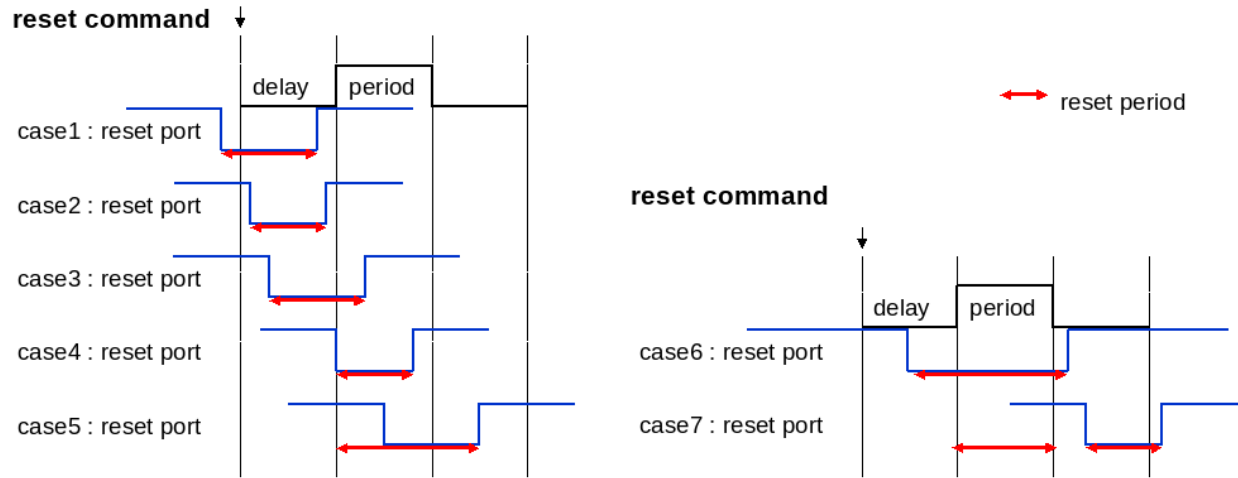 reset command
delay
period
case1 : reset port
case2 : reset port
case3 : reset port
case4 : reset port
case5 : reset port
reset period
reset command
delay
period
case6 : reset port
case7 : reset port